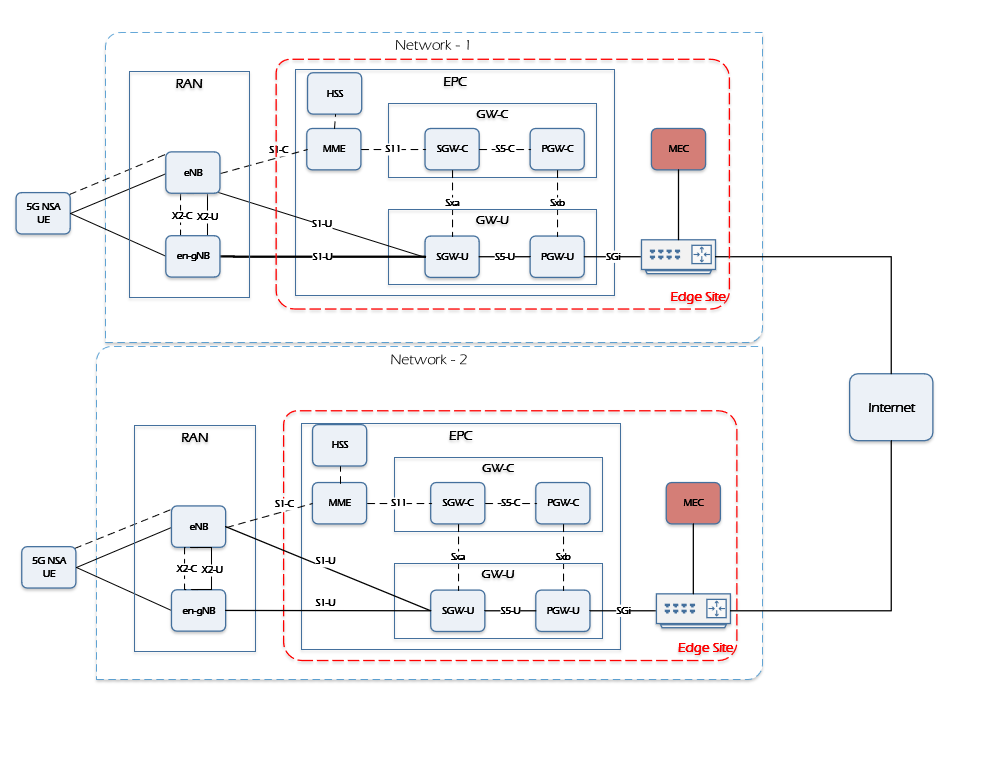 Network - 1
RAN
EPC
HSS
GW-C
eNB
S1-C
MME
S11-
SGW-C
-S5-C
PGW-C
MEC
5G NSA
UE
X2-C
X2-U
S1-U
Sxa
Sxb
GW-U
en-gNB
S1-U
SGW-U
S5-U
PGW-U
SGi
Edge Site
Network - 2
Internet
RAN
EPC
HSS
GW-C
S1-C
MME
S11-
SGW-C
-S5-C
PGW-C
MEC
eNB
5G NSA
UE
X2-C
X2-U
S1-U
Sxa
Sxb
GW-U
en-gNB
S1-U
SGW-U
S5-U
PGW-U
SGi
Edge Site